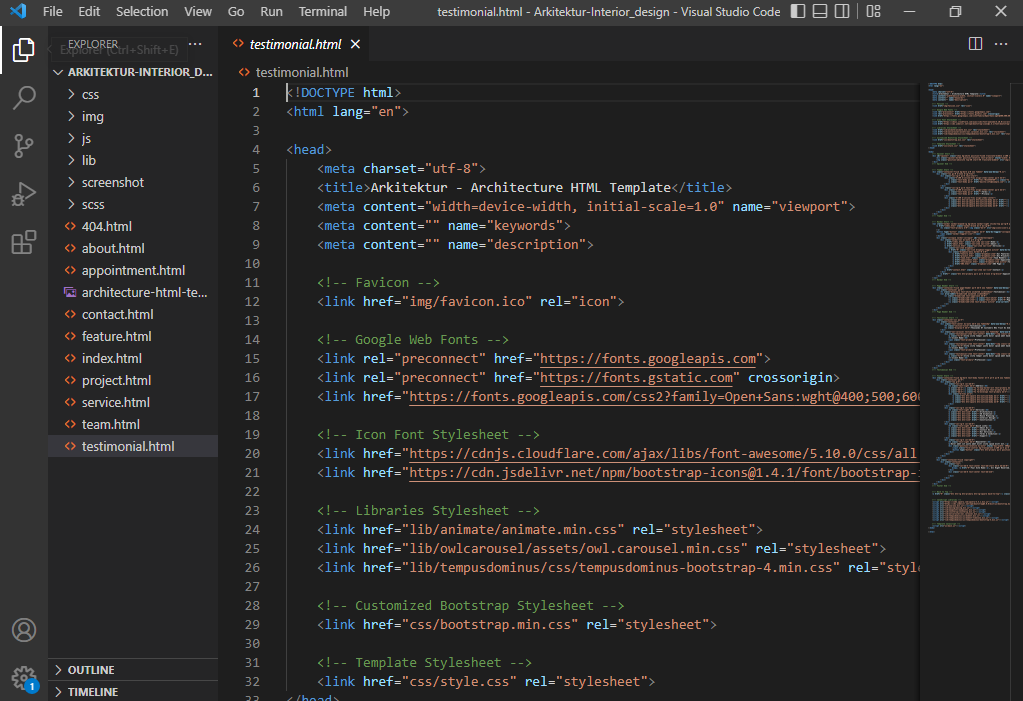 File Edit Selection View Go Run Terminal Help testimonial.html - Arkitektur-Interior_design - Visual Studio Code
EXPLORER
Explorer (Ctrl+Shift+E)
ARKITEKTUR-INTERIOR_D...
css
img
js
lib
screenshot
scss
404.html
about.html
appointment.html
architecture-html-te...
contact.html
feature.html
index.html
project.html
service.html
team.html
testimonial.html
OUTLINE
TIMELINE
1
testimonial.html
testimonial.html
1 <!DOCTYPE html>
2 <html lang="en">
3
4 <head>
5 <meta charset="utf-8">
6 <title>Arkitektur - Architecture HTML Template</title>
7 <meta content="width=device-width, initial-scale=1.0" name="viewport">
8 <meta content="" name="keywords">
9 <meta content="" name="description">
10
11 <!-- Favicon -->
12 <link href="img/favicon.ico" rel="icon">
13
14 <!-- Google Web Fonts -->
15 <link rel="preconnect" href="https://fonts.googleapis.com">
16 <link rel="preconnect" href="https://fonts.gstatic.com" crossorigin>
17 <link href="https://fonts.googleapis.com/css2?family=Open+Sans:wght@400;500;600
18
19 <!-- Icon Font Stylesheet -->
20 <link href="https://cdnjs.cloudflare.com/ajax/libs/font-awesome/5.10.0/css/all
21 <link href="https://cdn.jsdelivr.net/npm/bootstrap-icons@1.4.1/font/bootstrap-
22
23 <!-- Libraries Stylesheet -->
24 <link href="lib/animate/animate.min.css" rel="stylesheet">
25 <link href="lib/owlcarousel/assets/owl.carousel.min.css" rel="stylesheet">
26 <link href="lib/tempusdominus/css/tempusdominus-bootstrap-4.min.css" rel="style
27
28 <!-- Customized Bootstrap Stylesheet -->
29 <link href="css/bootstrap.min.css" rel="stylesheet">
30
31 <!-- Template Stylesheet -->
32 <link href="css/style.css" rel="stylesheet">
33 </head>